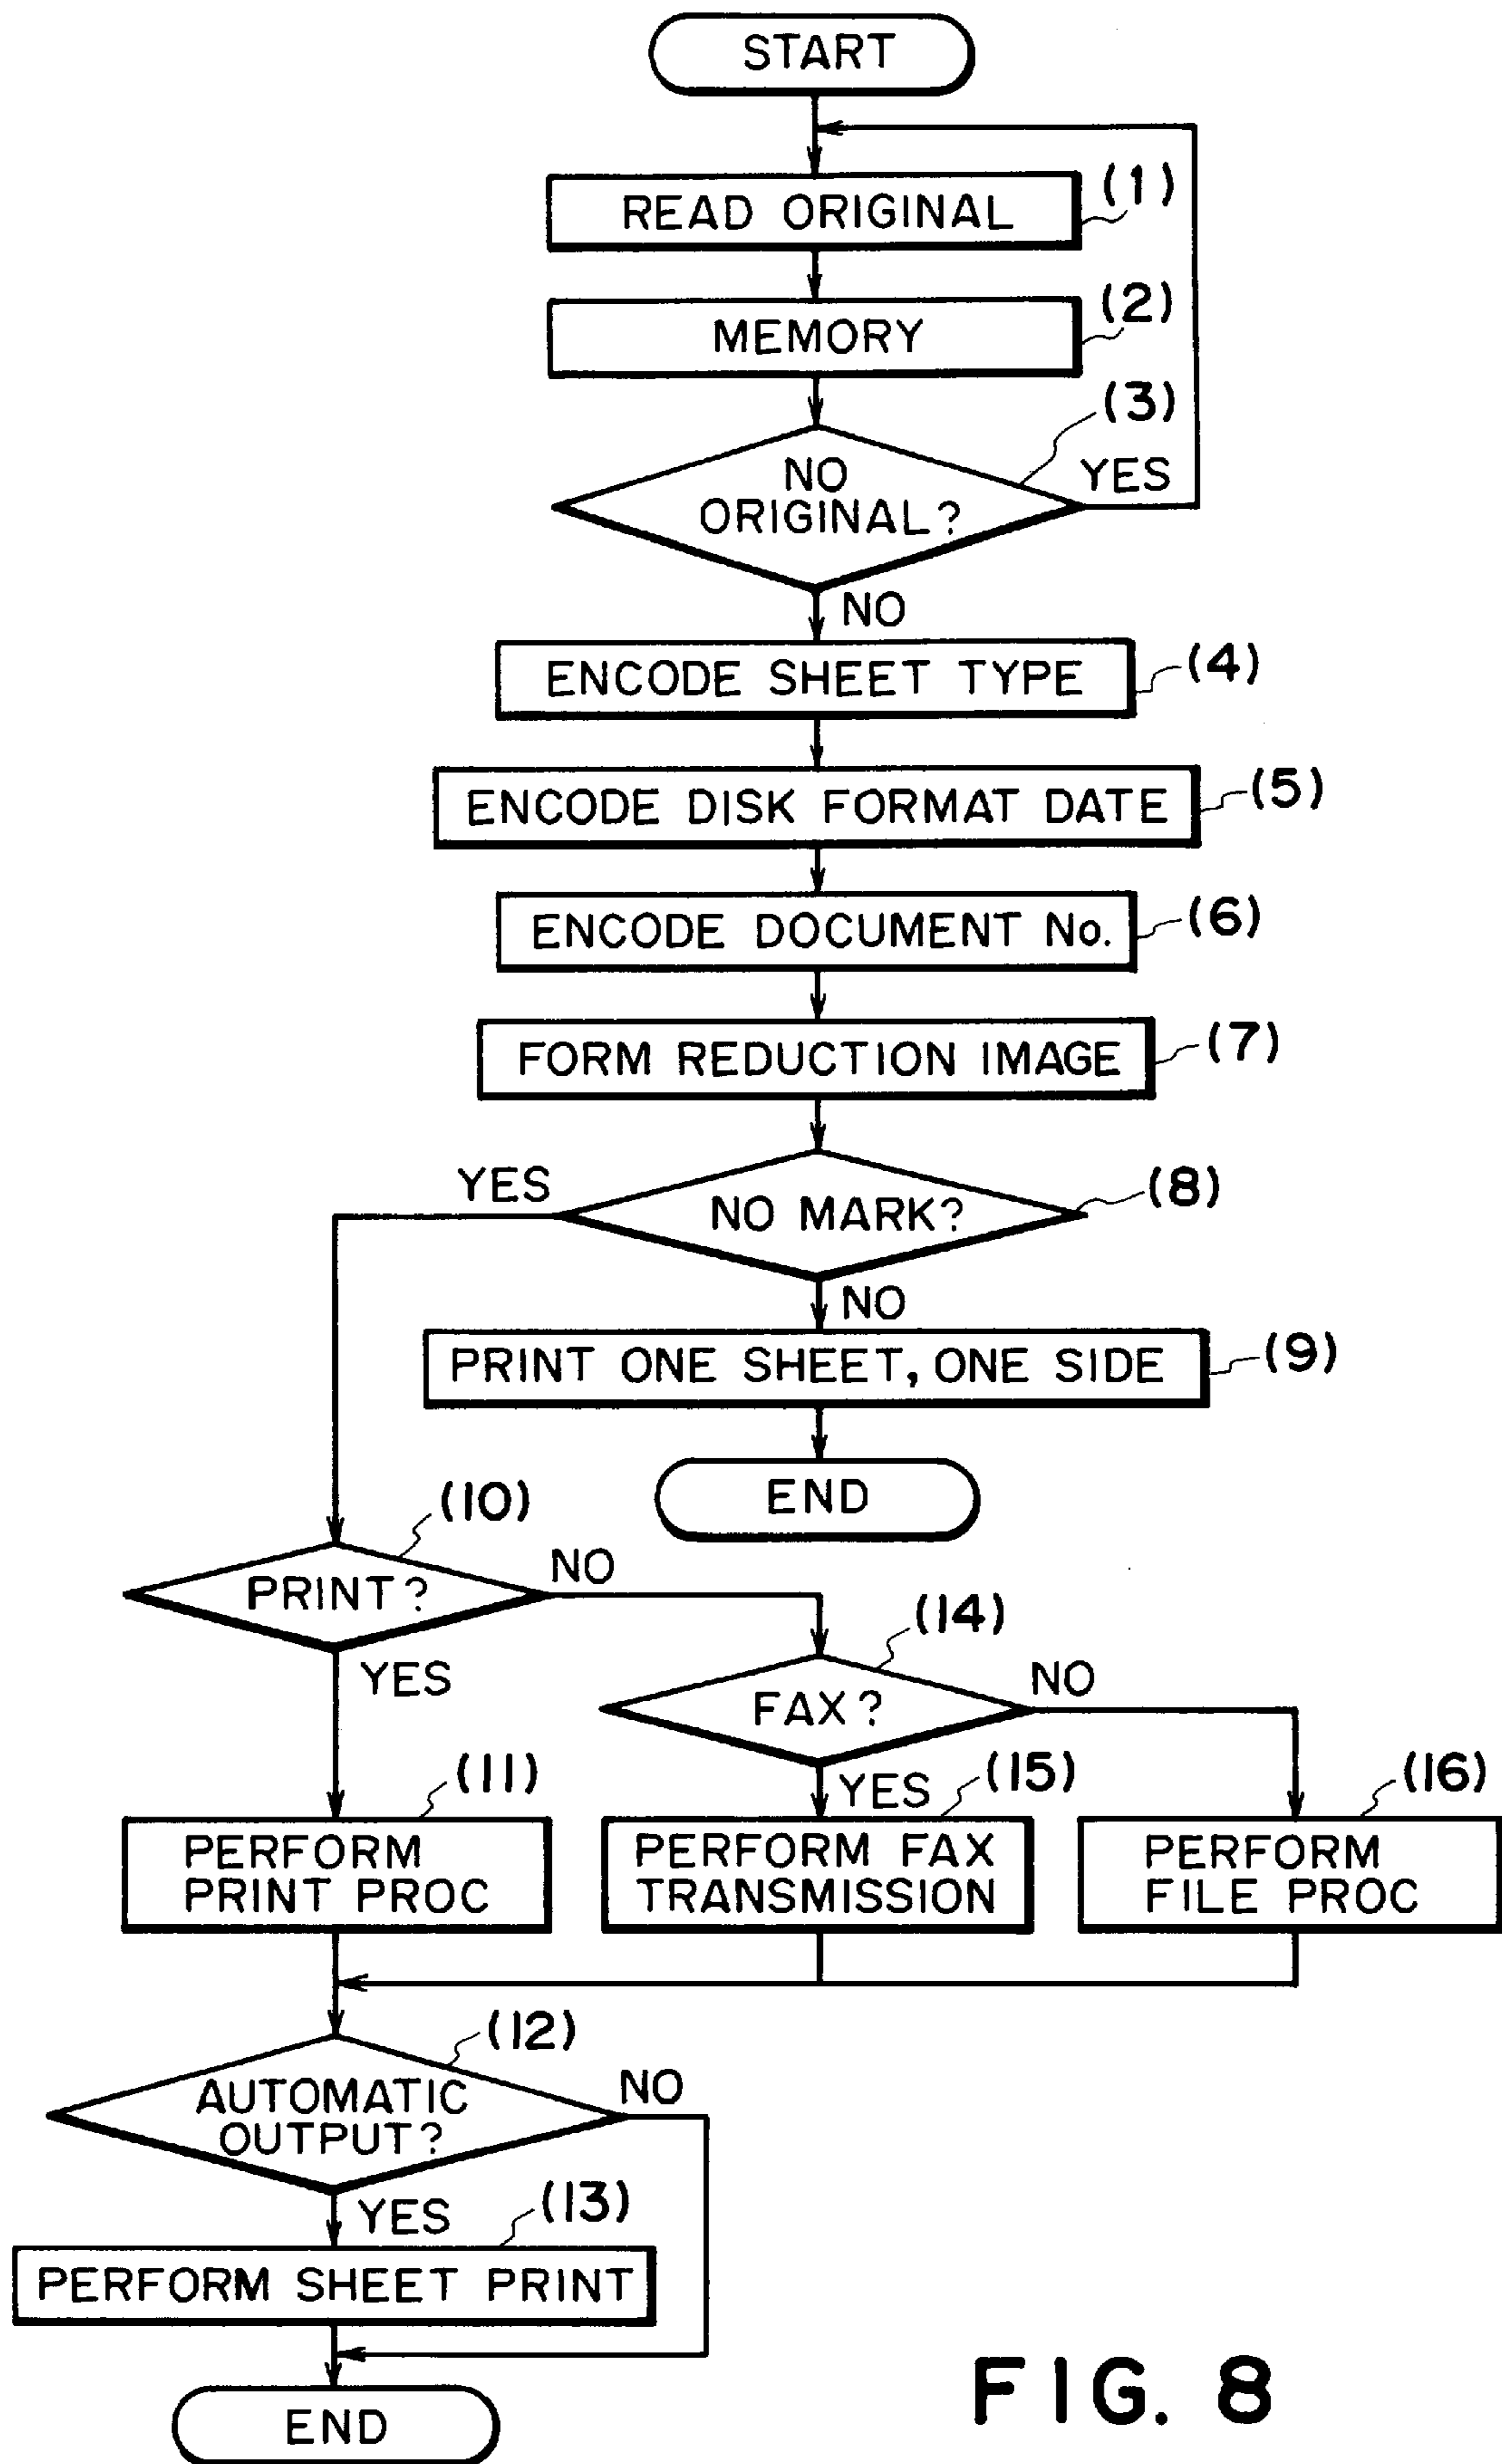 START
READ ORIGINAL
(1)
MEMORY
(2)
(3)
NO
ORIGINAL?
YES
NO
ENCODE SHEET TYPE
(4)
ENCODE DISK FORMAT DATE
(5)
ENCODE DOCUMENT No.
(6)
FORM REDUCTION IMAGE
(7)
YES
NO MARK?
(8)
NO
PRINT ONE SHEET, ONE SIDE
(9)
END
(10)
PRINT?
NO
YES
(14)
FAX?
NO
YES
(11)
PERFORM
PRINT PROC
(15)
PERFORM FAX
TRANSMISSION
(16)
PERFORM
FILE PROC
(12)
AUTOMATIC
OUTPUT?
NO
YES
(13)
PERFORM SHEET PRINT
END
FIG. 8